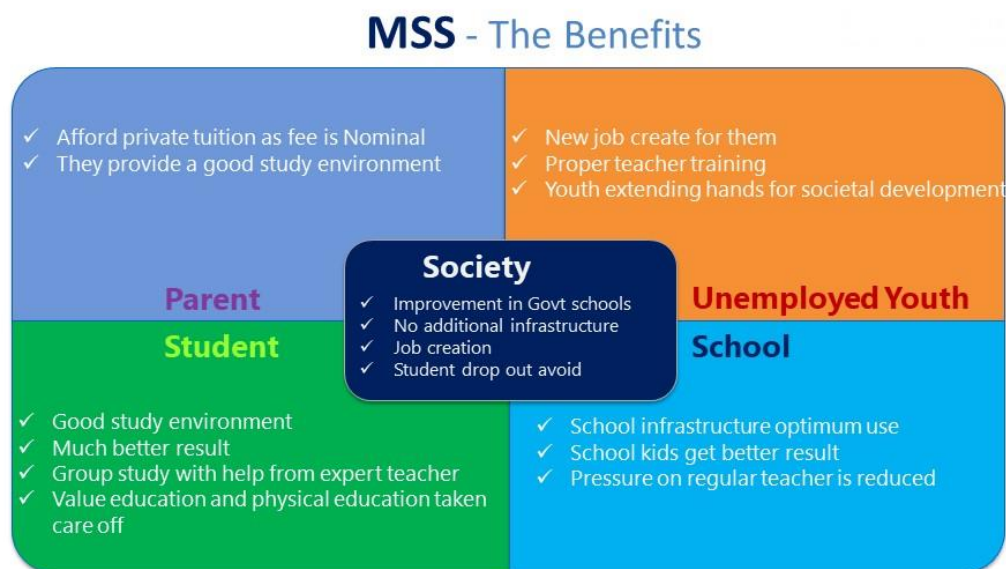 MSS - The Benefits
✓ Afford private tuition as fee is Nominal
✓ They provide a good study environment
Parent
✓ New job create for them
✓ Proper teacher training
✓ Youth extending hands for societal development
Unemployed Youth
Society
✓ Improvement in Govt schools
✓ No additional infrastructure
✓ Job creation
✓ Student drop out avoid
Student
✓ Good study environment
✓ Much better result
✓ Group study with help from expert teacher
✓ Value education and physical education taken
care off
School
✓ School infrastructure optimum use
✓ School kids get better result
✓ Pressure on regular teacher is reduced